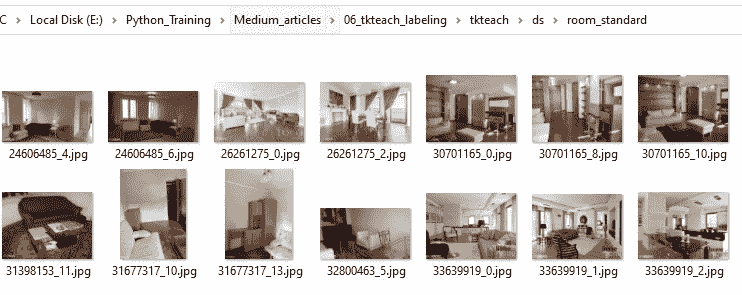 C > Local Disk (E:) > Python_Training > Medium_articles > 06_tkteach_labeling > tkteach > ds > room_standard
24606485_4.jpg 24606485_6.jpg 26261275_0.jpg 26261275_2.jpg 30701165_0.jpg 30701165_8.jpg 30701165_10.jpg
31398153_11.jpg 31677317_10.jpg 31677317_13.jpg 32800463_5.jpg 33639919_0.jpg 33639919_1.jpg 33639919_2.jpg